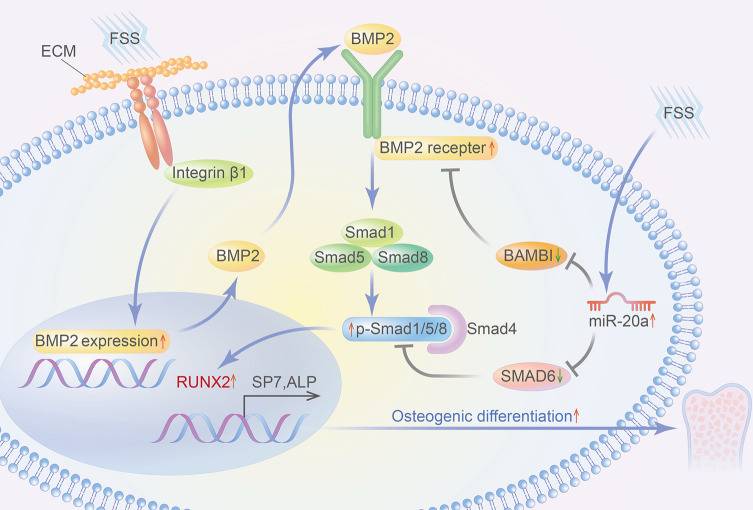 FSS
ECM
BMP2
FSS
BMP2 recepter↑
Integrin β1
Smad1
BMP2
Smad5
Smad8
BAMBI↓
miR-20a↑
↑p-Smad1/5/8
Smad4
BMP2 expression↑
RUNX2↑
SP7,ALP
SMAD6↓
Osteogenic differentiation↑